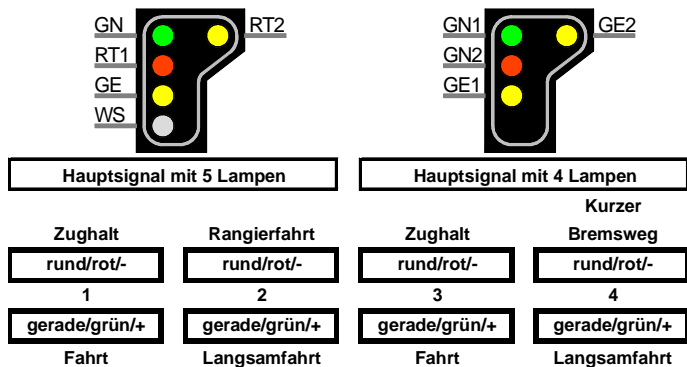 GN RT2 GN1 GE2
RT1 GN2
GE GE1
WS
Hauptsignal mit 5 Lampen Hauptsignal mit 4 Lampen
Kurzer
Zughalt Rangierfahrt Zughalt Bremsweg
rund/rot/- rund/rot/- rund/rot/- rund/rot/-
1 2 3 4
gerade/grün/+ gerade/grün/+ gerade/grün/+ gerade/grün/+
Fahrt Langsamfahrt Fahrt Langsamfahrt